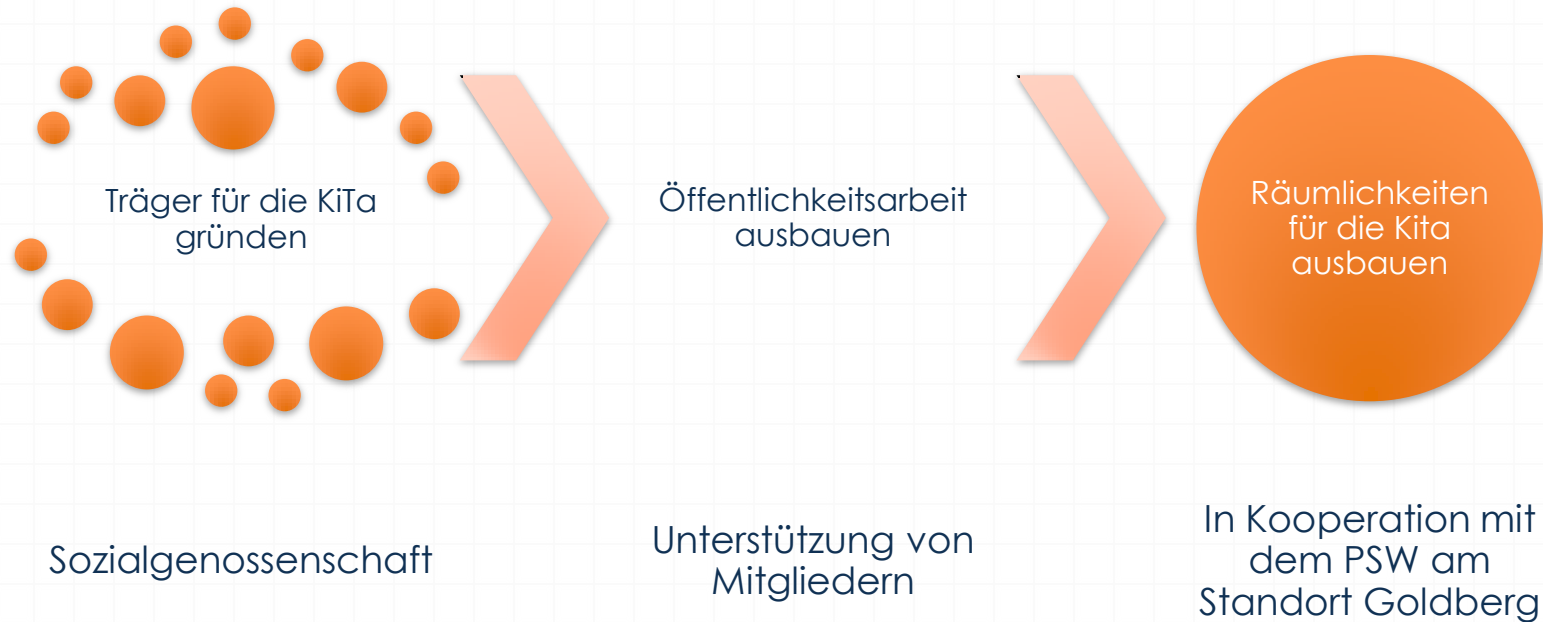 Träger für die KiTa
gründen
Öffentlichkeitsarbeit
ausbauen
Räumlichkeiten
für die Kita
ausbauen
Sozialgenossenschaft
Unterstützung von
Mitgliedern
In Kooperation mit
dem PSW am
Standort Goldberg